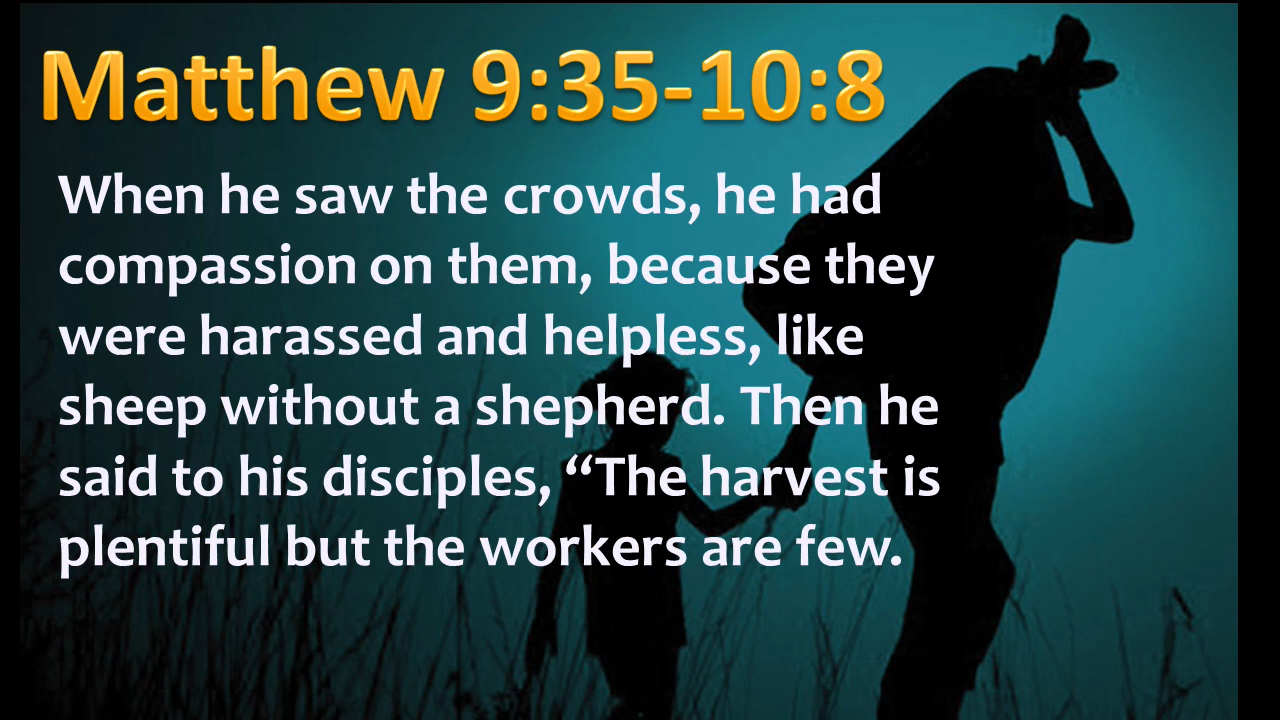 Matthew 9:35-10:8
When he saw the crowds, he had
compassion on them, because they
were harassed and helpless, like
sheep without a shepherd. Then he
said to his disciples, “The harvest is
plentiful but the workers are few.